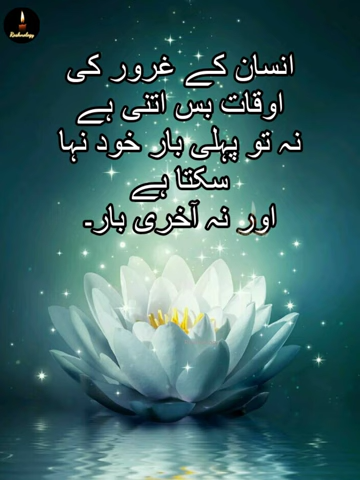 انسان کے غرور کی
اوقات بس اتنی ہے
نہ تو پہلی بار خود نہا
سکتا ہے
اور نہ آخری بار۔